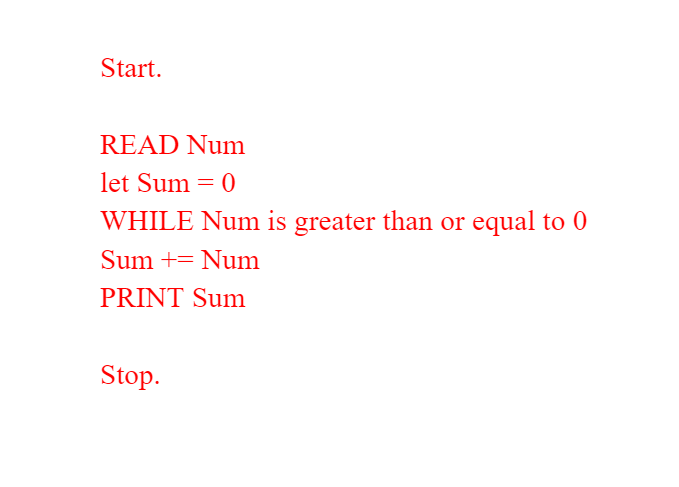 Start.
READ Num
let Sum = 0
WHILE Num is greater than or equal to 0
Sum += Num
PRINT Sum
Stop.